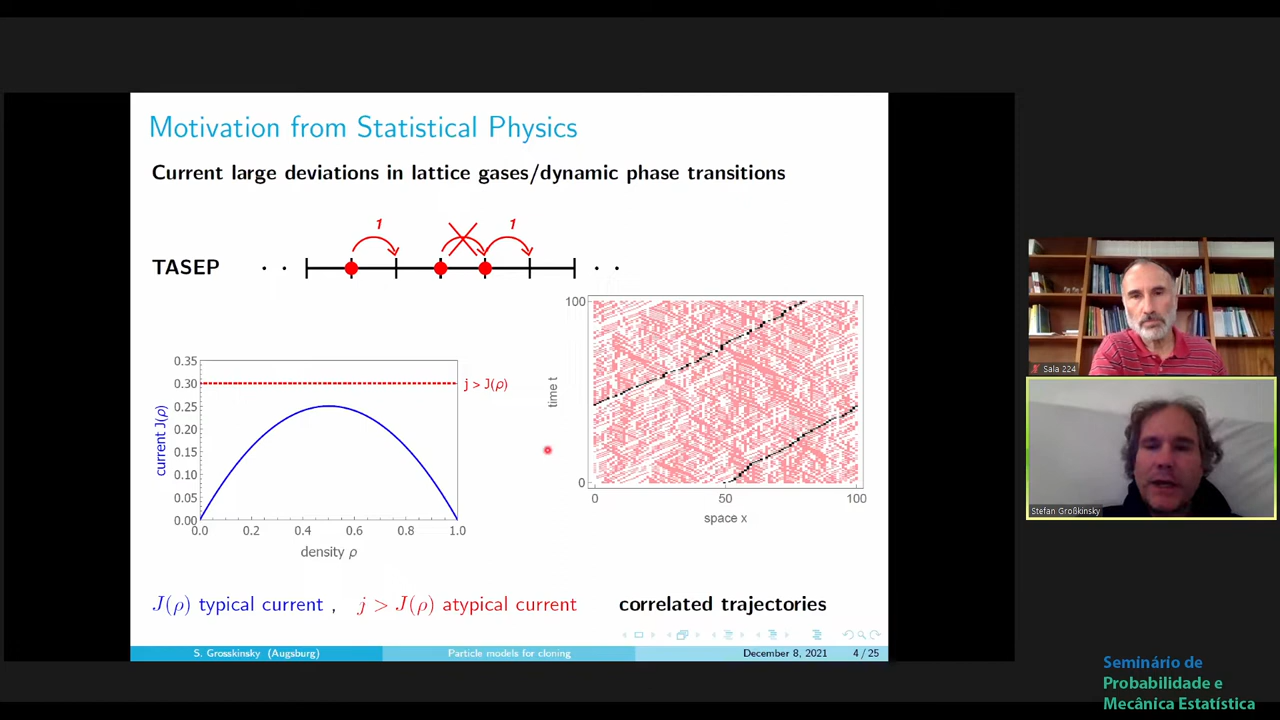 Motivation from Statistical Physics
Current large deviations in lattice gases/dynamic phase transitions
1
1
TASEP
100
time t
0
0
50
100
space x
0.35
0.30
0.25
0.20
0.15
0.10
0.05
0.00
current J(ρ)
j > J(ρ)
0.0
0.2
0.4
0.6
0.8
1.0
density ρ
J(ρ) typical current , j > J(ρ) atypical current
correlated trajectories
S. Grosskinsky (Augsburg)
Particle models for cloning
December 8, 2021
4 / 25
Sala 224
Stefan Großkinsky
Seminário de
Probabilidade e
Mecânica Estatística